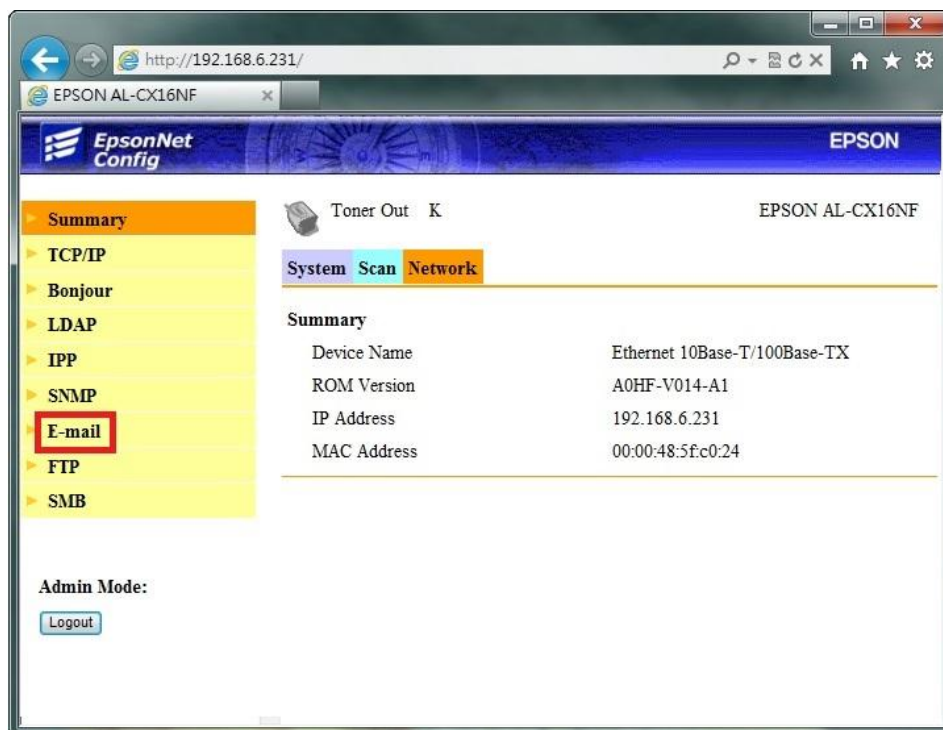 http://192.168.6.231/
EPSON AL-CX16NF
EpsonNet
Config
EPSON
Summary
TCP/IP
Bonjour
LDAP
IPP
SNMP
E-mail
FTP
SMB
Admin Mode:
Logout
Toner Out K
EPSON AL-CX16NF
System Scan Network
Summary
Device Name Ethernet 10Base-T/100Base-TX
ROM Version A0HF-V014-A1
IP Address 192.168.6.231
MAC Address 00:00:48:5f:c0:24